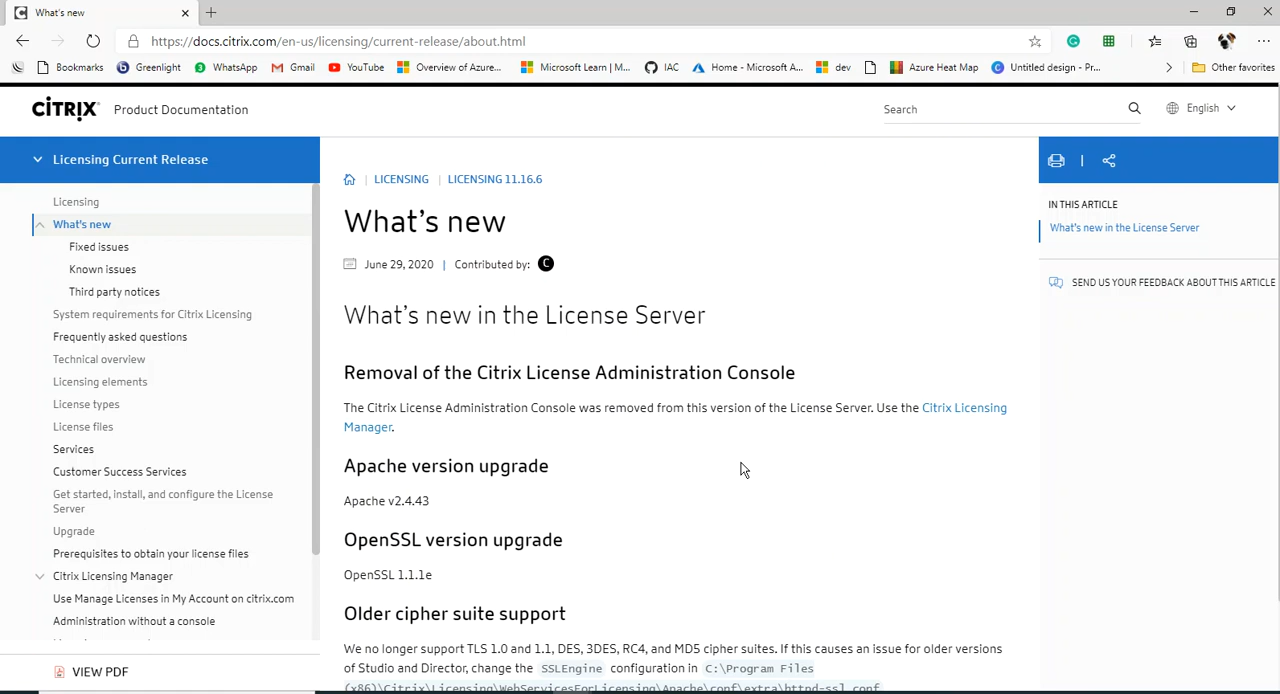 What's new
https://docs.citrix.com/en-us/licensing/current-release/about.html
Bookmarks Greenlight WhatsApp Gmail YouTube Overview of Azure... Microsoft Learn | M... IAC Home - Microsoft A... dev Azure Heat Map Untitled design - Pr... Other favorites
CITRIX Product Documentation Search English
Licensing Current Release
Licensing
What's new
Fixed issues
Known issues
Third party notices
System requirements for Citrix Licensing
Frequently asked questions
Technical overview
Licensing elements
License types
License files
Services
Customer Success Services
Get started, install, and configure the License
Server
Upgrade
Prerequisites to obtain your license files
Citrix Licensing Manager
Use Manage Licenses in My Account on citrix.com
Administration without a console
VIEW PDF
LICENSING | LICENSING 11.16.6
What's new
June 29, 2020 | Contributed by: C
What's new in the License Server
Removal of the Citrix License Administration Console
The Citrix License Administration Console was removed from this version of the License Server. Use the Citrix Licensing
Manager.
Apache version upgrade
Apache v2.4.43
OpenSSL version upgrade
OpenSSL 1.1.1e
Older cipher suite support
We no longer support TLS 1.0 and 1.1, DES, 3DES, RC4, and MD5 cipher suites. If this causes an issue for older versions
of Studio and Director, change the SSLEngine configuration in C:\Program Files
(x86)\Citrix\Licensing\WebServicesForLicensing\Apache\conf\extra\httpd-ssl.conf
IN THIS ARTICLE
What's new in the License Server
SEND US YOUR FEEDBACK ABOUT THIS ARTICLE